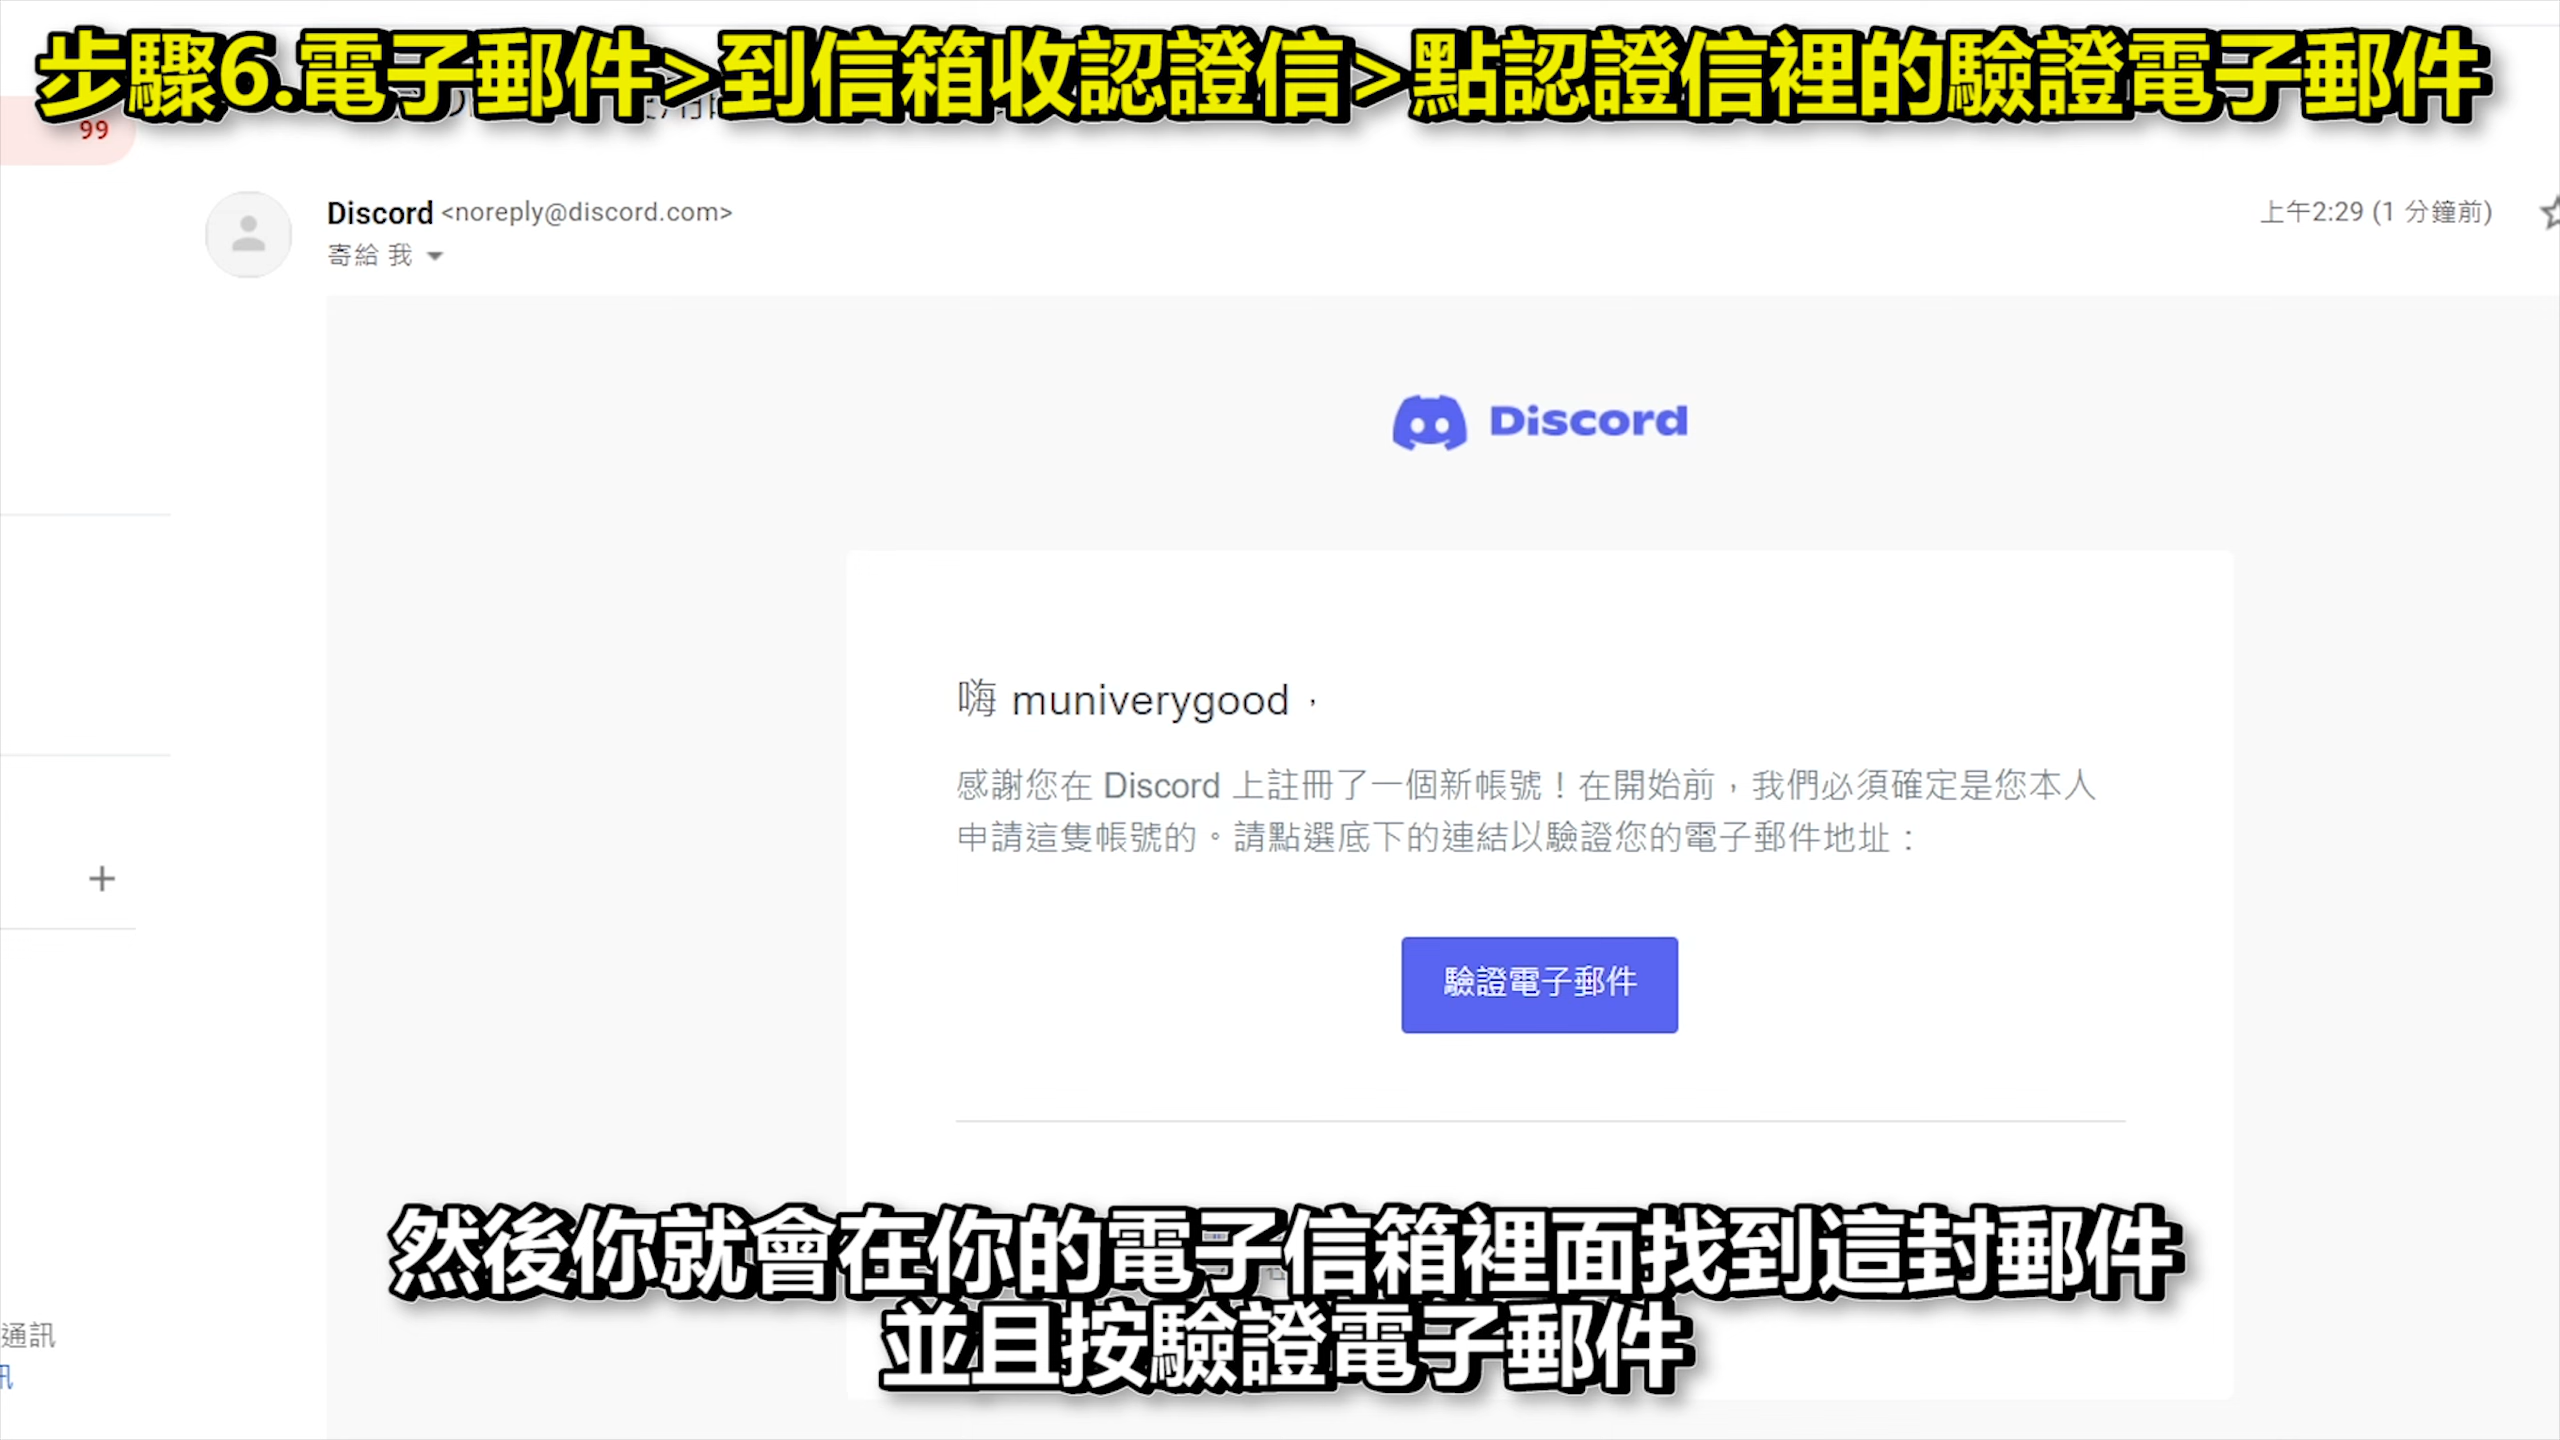 步驟6.電子郵件>到信箱收認證信>點認證信裡的驗證電子郵件
99
Discord <noreply@discord.com>
上午2:29 (1 分鐘前)
寄給 我
Discord
嗨 muniverygood，
感謝您在 Discord 上註冊了一個新帳號！在開始前，我們必須確定是您本人
申請這隻帳號的。請點選底下的連結以驗證您的電子郵件地址：
驗證電子郵件
然後你就會在你的電子信箱裡面找到這封郵件
並且按驗證電子郵件
通訊
訊